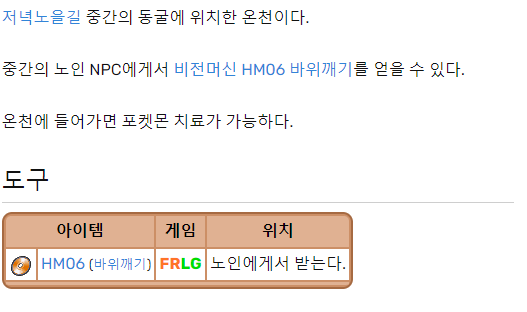 저녁노을길 중간의 동굴에 위치한 온천이다.
중간의 노인 NPC에게서 비전머신 HM06 바위깨기를 얻을 수 있다.
온천에 들어가면 포켓몬 치료가 가능하다.
도구
아이템 게임 위치
HM06 (바위깨기) FRLG 노인에게서 받는다.